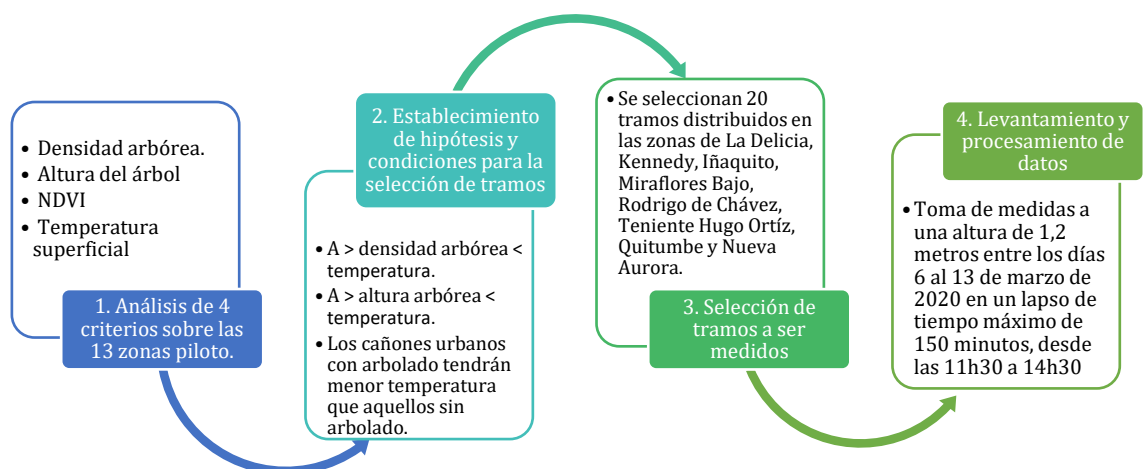 • Densidad arbórea.
• Altura del árbol
• NDVI
• Temperatura
superficial
1. Análisis de 4
criterios sobre las
13 zonas piloto.
2. Establecimiento
de hipótesis y
condiciones para la
selección de tramos
• A > densidad arbórea <
temperatura.
• A > altura arbórea <
temperatura.
• Los cañones urbanos
con arbolado tendrán
menor temperatura
que aquellos sin
arbolado.
• Se seleccionan 20
tramos distribuidos en
las zonas de La Delicia,
Kennedy, Iñaquito,
Miraflores Bajo,
Rodrigo de Chávez,
Teniente Hugo Ortíz,
Quitumbe y Nueva
Aurora.
3. Selección de
tramos a ser
medidos
4. Levantamiento y
procesamiento de
datos
• Toma de medidas a
una altura de 1,2
metros entre los días
6 al 13 de marzo de
2020 en un lapso de
tiempo máximo de
150 minutos, desde
las 11h30 a 14h30